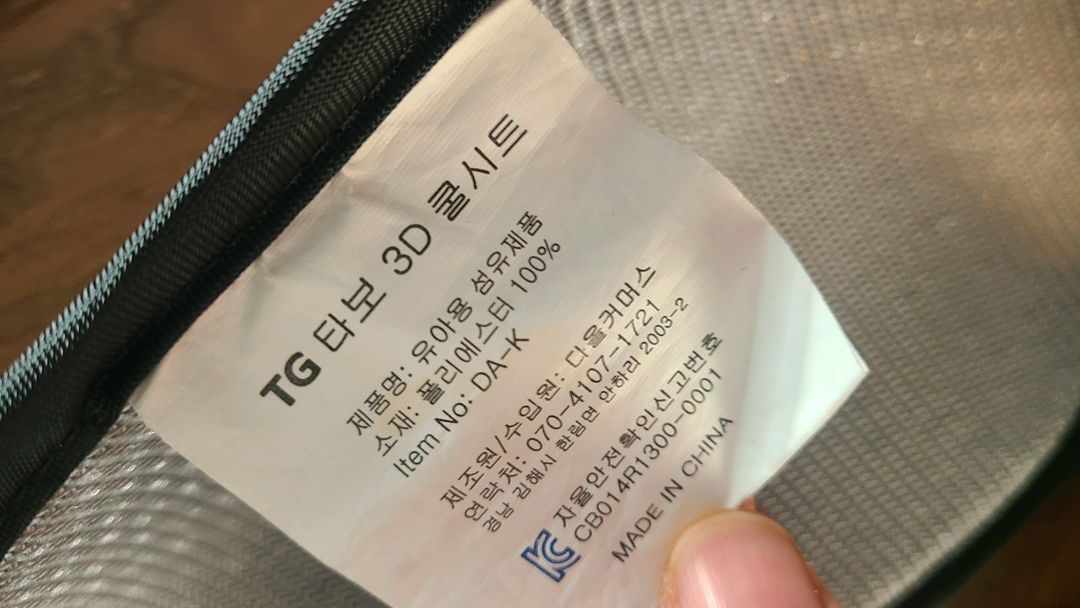 TG 타보 3D 쿨시트
제품명: 유아용 섬유제품
소재: 폴리에스터 100%
Item No: DA-K
제조원/수입원: 다올커머스
연락처: 070-4107-1721
경남 김해시 한림면 안하리 2003-2
자율안전확인신고번호
CB014R1300-0001
MADE IN CHINA